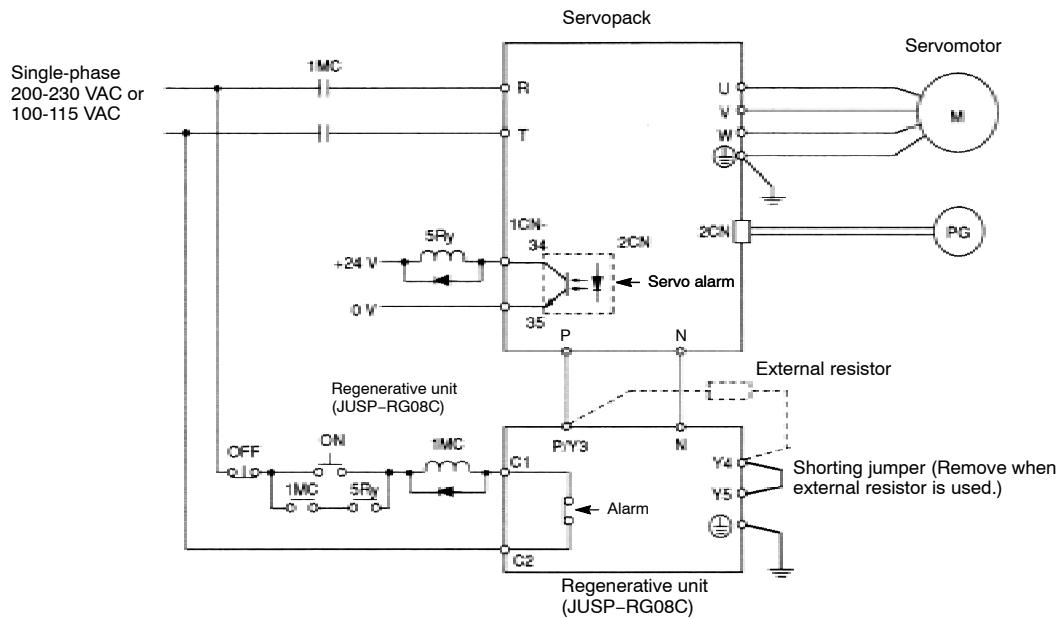 Servopack
Servomotor
Single-phase
200-230 VAC or
100-115 VAC
1MC
R
T
U
V
W
M
1CN-
5Ry
34
2CN
2CN
PG
+24 V
Servo alarm
0 V
35
P
N
External resistor
Regenerative unit
(JUSP–RG08C)
OFF
ON
1MC
C1
P/Y3
N
Y4
Shorting jumper (Remove when
external resistor is used.)
1MC
5Ry
Alarm
Y5
C2
Regenerative unit
(JUSP–RG08C)